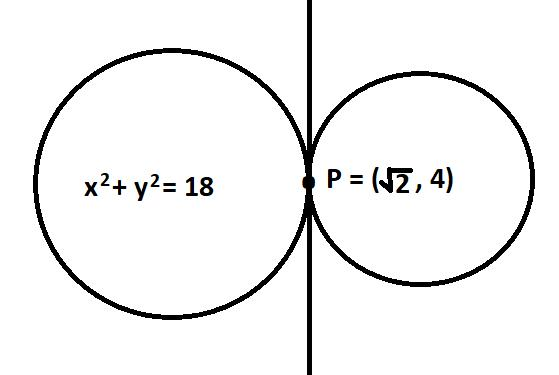 x²+ y²= 18
P = (√2, 4)